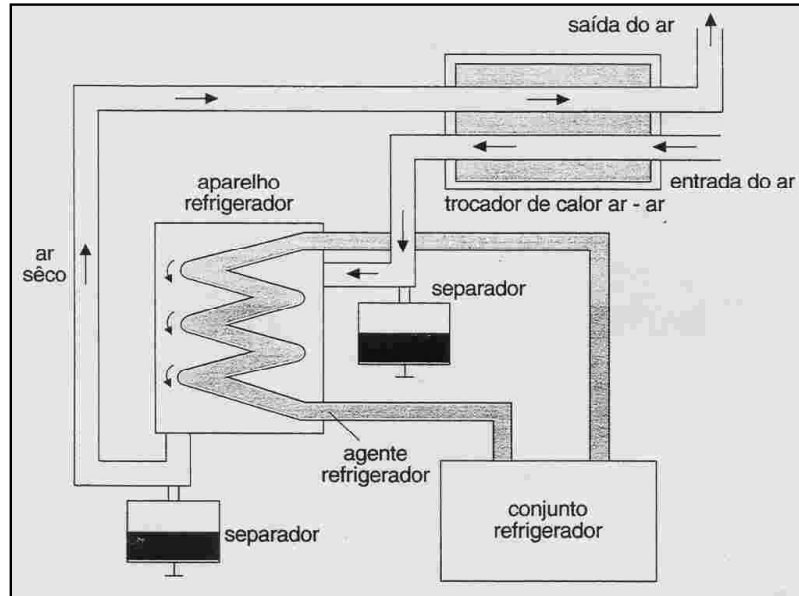 saída do ar
entrada do ar
trocador de calor ar - ar
aparelho
refrigerador
ar
sêco
separador
agente
refrigerador
separador
conjunto
refrigerador